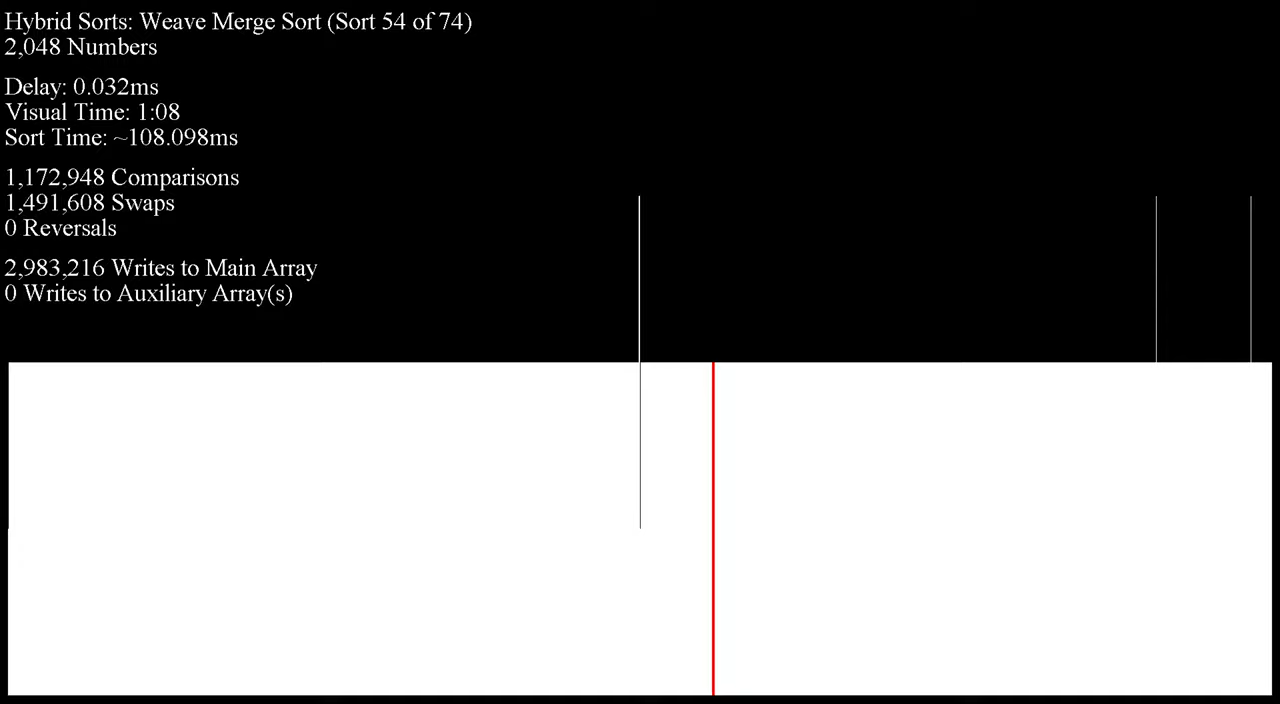 Hybrid Sorts: Weave Merge Sort (Sort 54 of 74)
2,048 Numbers
Delay: 0.032ms
Visual Time: 1:08
Sort Time: ~108.098ms
1,172,948 Comparisons
1,491,608 Swaps
0 Reversals
2,983,216 Writes to Main Array
0 Writes to Auxiliary Array(s)